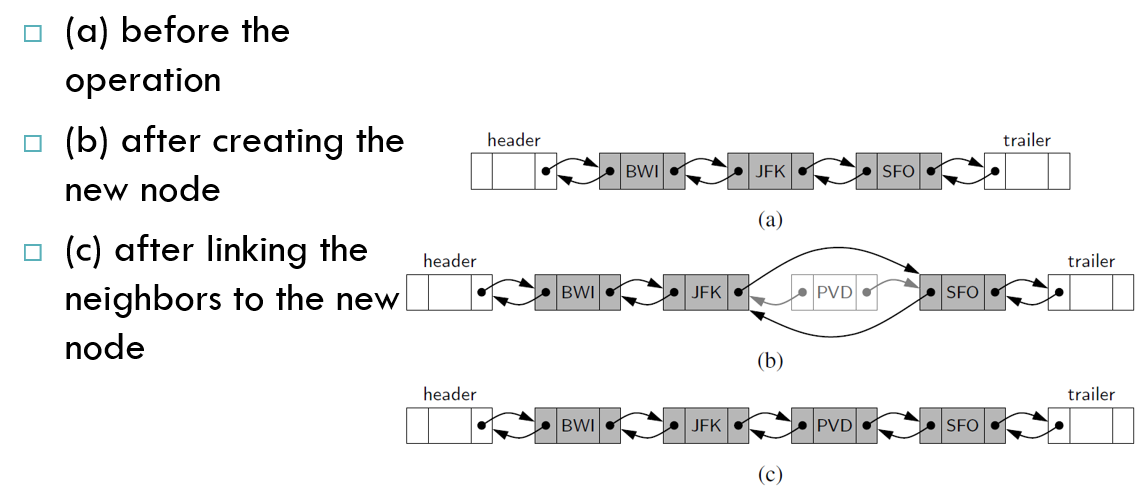 (a) before the
operation
(b) after creating the
new node
(c) after linking the
neighbors to the new
node
header trailer
BWI JFK SFO
(a)
header trailer
BWI JFK PVD SFO
(b)
header trailer
BWI JFK PVD SFO
(c)